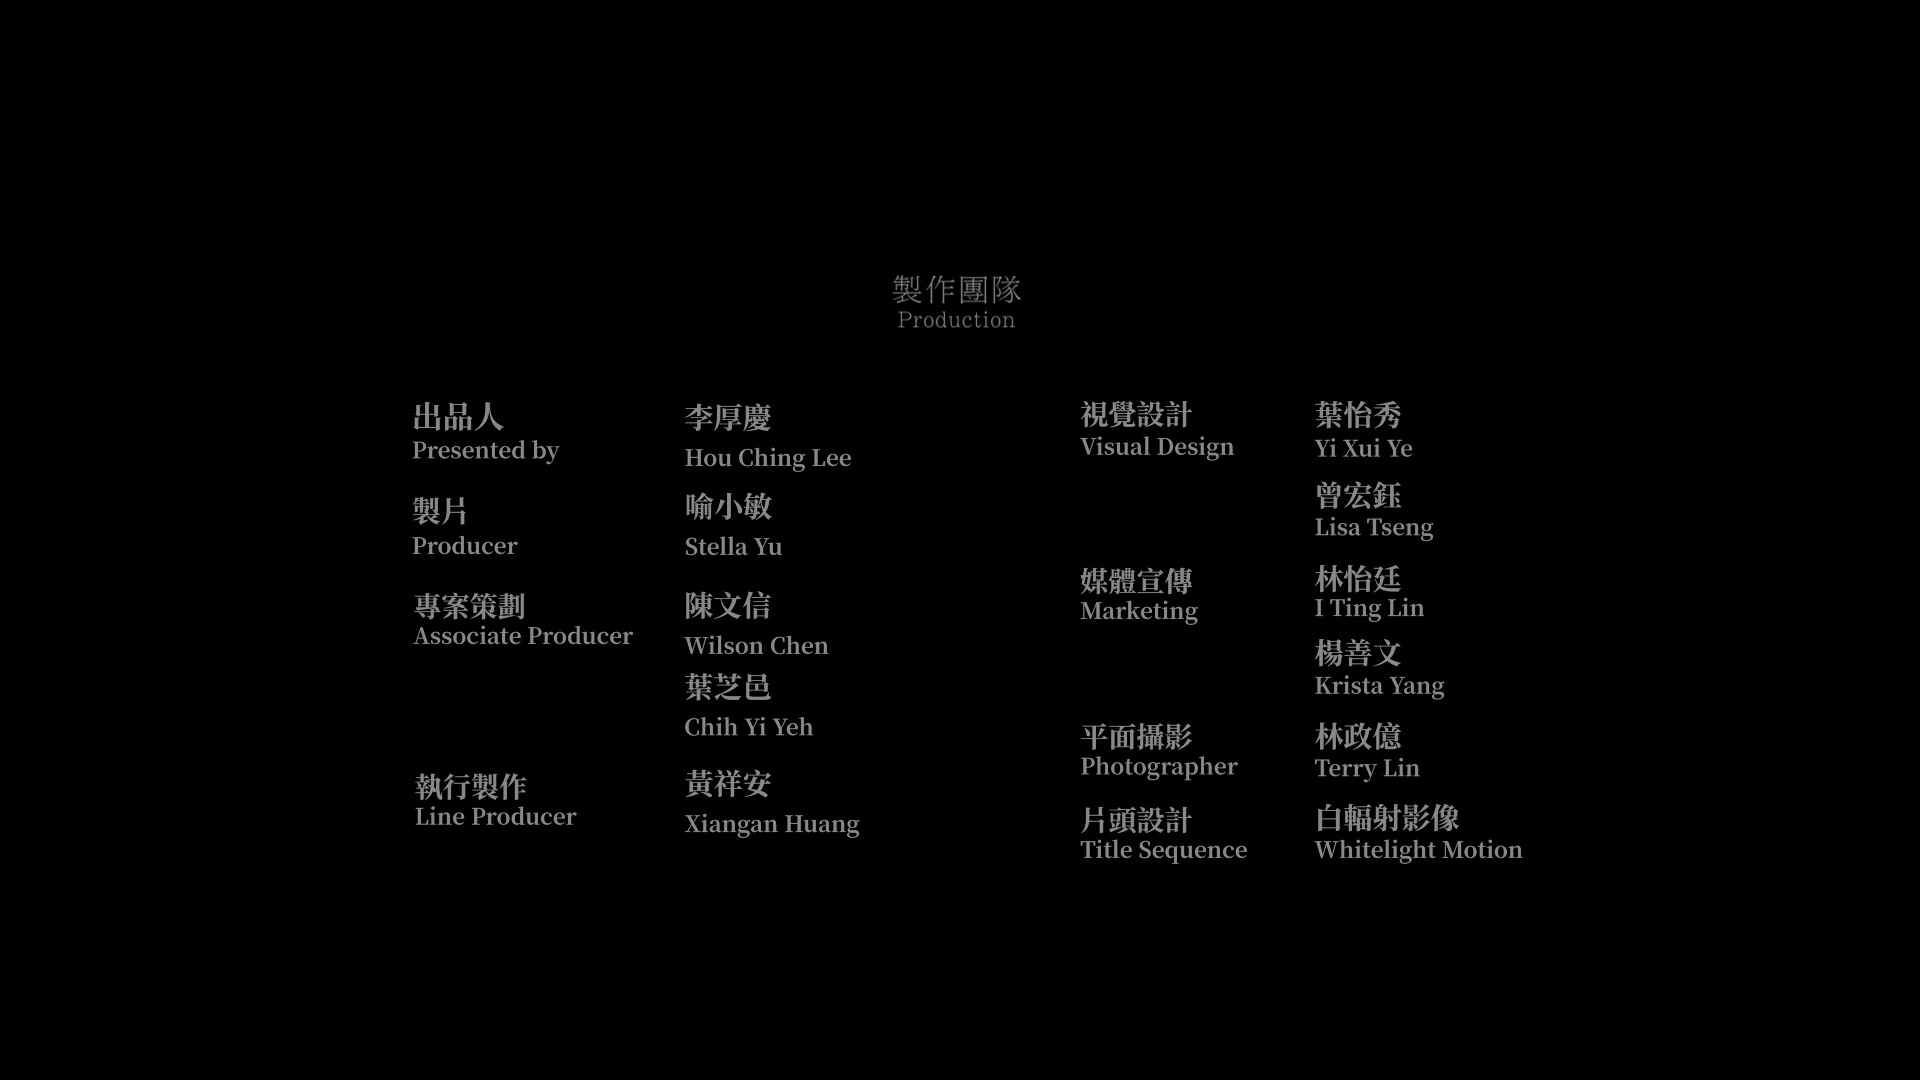 製作團隊
Production
出品人
Presented by
李厚慶
Hou Ching Lee
製片
Producer
喻小敏
Stella Yu
專案策劃
Associate Producer
陳文信
Wilson Chen
葉芝邑
Chih Yi Yeh
執行製作
Line Producer
黃祥安
Xiangan Huang
視覺設計
Visual Design
葉怡秀
Yi Xui Ye
曾宏鈺
Lisa Tseng
媒體宣傳
Marketing
林怡廷
I Ting Lin
楊善文
Krista Yang
平面攝影
Photographer
林政億
Terry Lin
片頭設計
Title Sequence
白輻射影像
Whitelight Motion